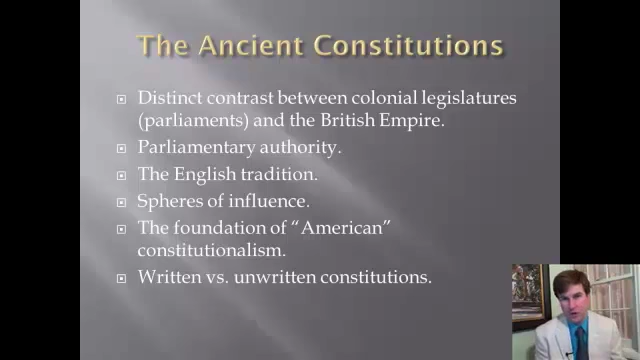 The Ancient Constitutions
Distinct contrast between colonial legislatures
(parliaments) and the British Empire.
Parliamentary authority.
The English tradition.
Spheres of influence.
The foundation of “American”
constitutionalism.
Written vs. unwritten constitutions.